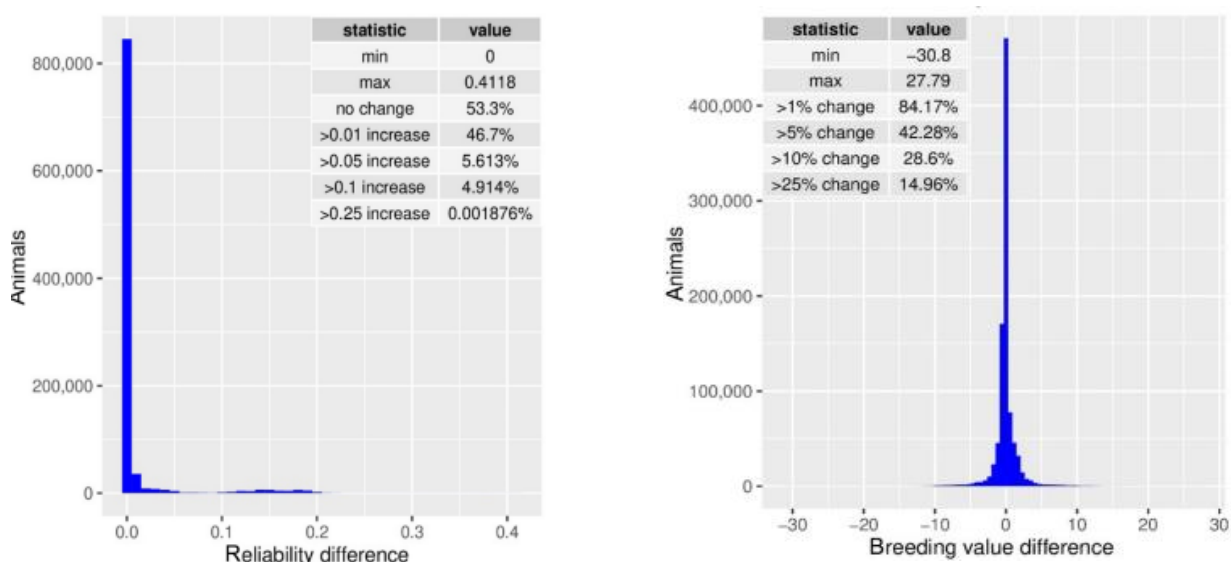 statistic value
min 0
max 0.4118
no change 53.3%
>0.01 increase 46.7%
>0.05 increase 5.613%
>0.1 increase 4.914%
>0.25 increase 0.001876%
800,000
600,000
400,000
200,000
0
Animals
0.0 0.1 0.2 0.3 0.4
Reliability difference
statistic value
min −30.8
max 27.79
>1% change 84.17%
>5% change 42.28%
>10% change 28.6%
>25% change 14.96%
400,000
300,000
200,000
100,000
0
Animals
−30 −20 −10 0 10 20 30
Breeding value difference